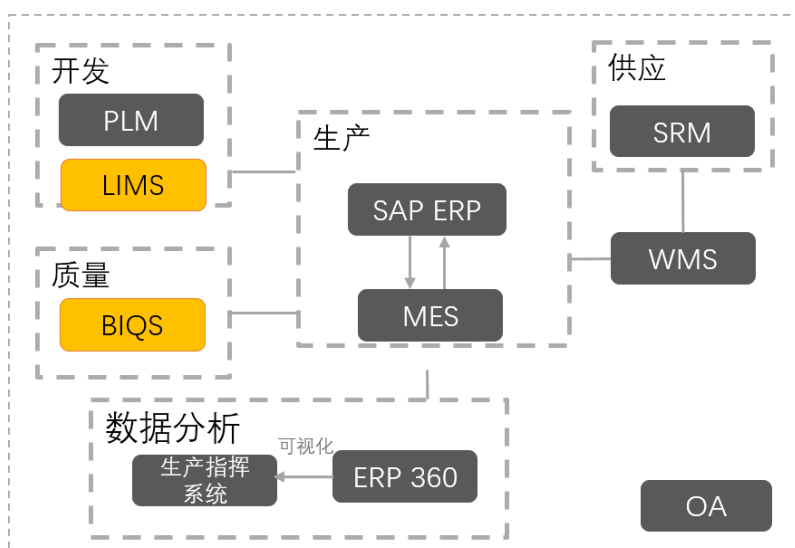 开发
PLM
LIMS
质量
BIQS
生产
SAP ERP
MES
供应
SRM
WMS
数据分析
可视化
生产指挥
系统
ERP 360
OA